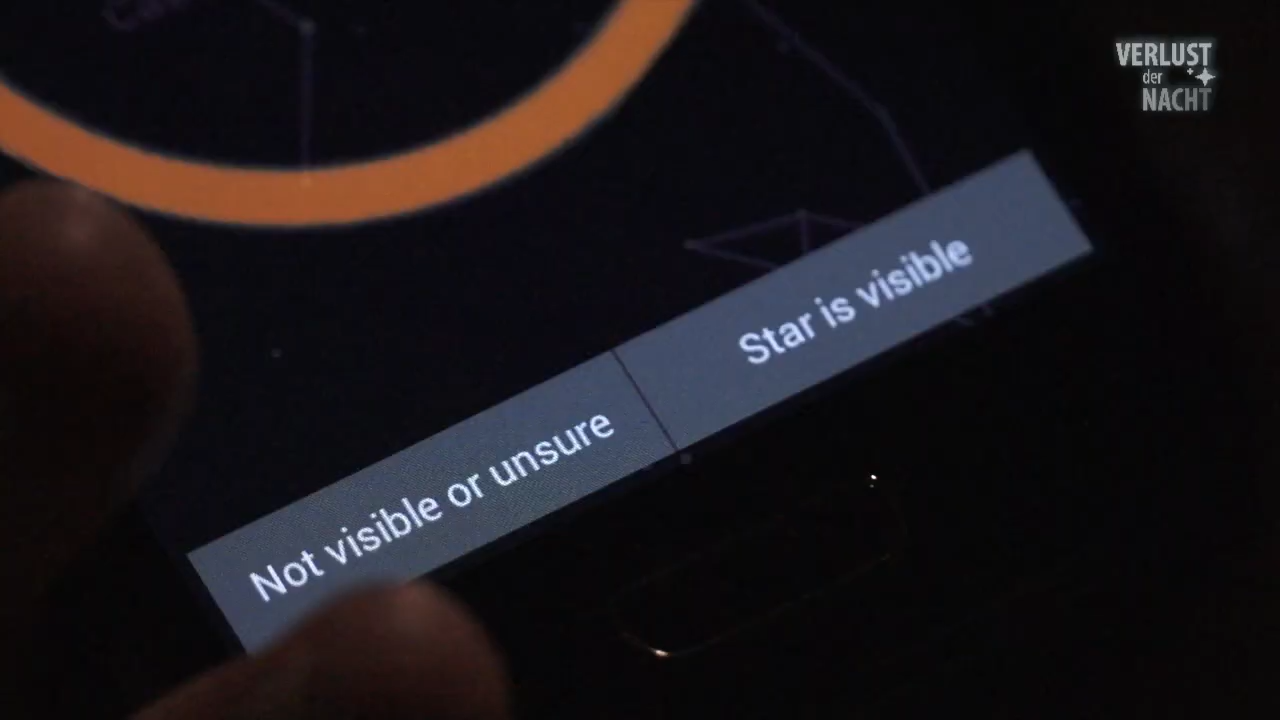 VERLUST
der
NACHT
Star is visible
Not visible or unsure